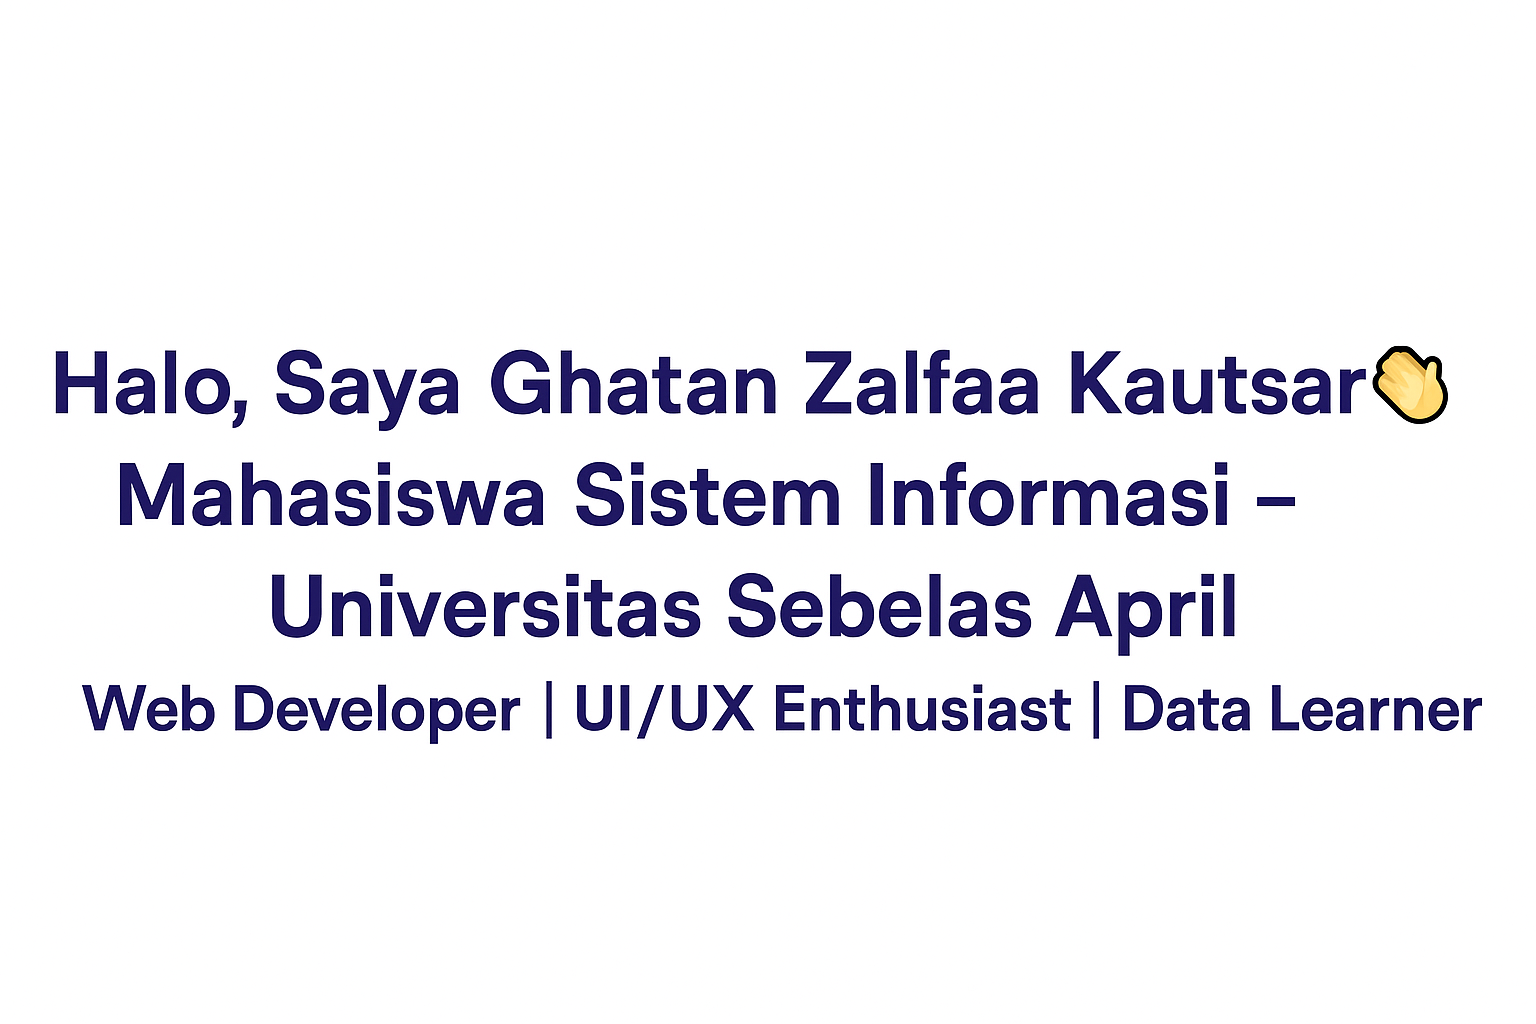 Halo, Saya Ghatan Zalfaa Kautsar👋
Mahasiswa Sistem Informasi –
Universitas Sebelas April
Web Developer | UI/UX Enthusiast | Data Learner